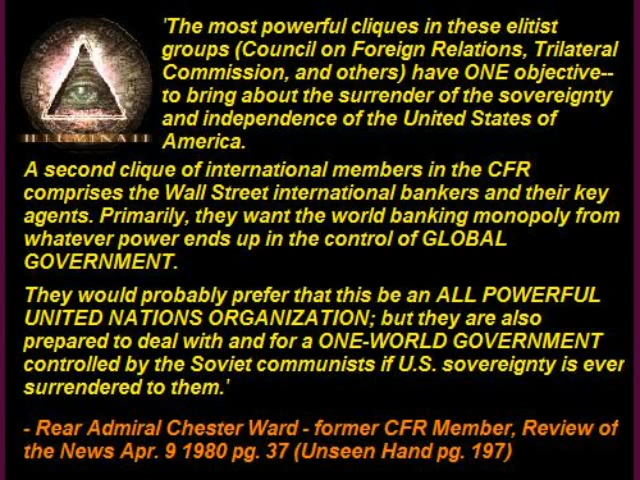 'The most powerful cliques in these elitist
groups (Council on Foreign Relations, Trilateral
Commission, and others) have ONE objective--
to bring about the surrender of the sovereignty
and independence of the United States of
America.
ILLUMINATI
A second clique of international members in the CFR
comprises the Wall Street international bankers and their key
agents. Primarily, they want the world banking monopoly from
whatever power ends up in the control of GLOBAL
GOVERNMENT.
They would probably prefer that this be an ALL POWERFUL
UNITED NATIONS ORGANIZATION; but they are also
prepared to deal with and for a ONE-WORLD GOVERNMENT
controlled by the Soviet communists if U.S. sovereignty is ever
surrendered to them.'
- Rear Admiral Chester Ward - former CFR Member, Review of
the News Apr. 9 1980 pg. 37 (Unseen Hand pg. 197)